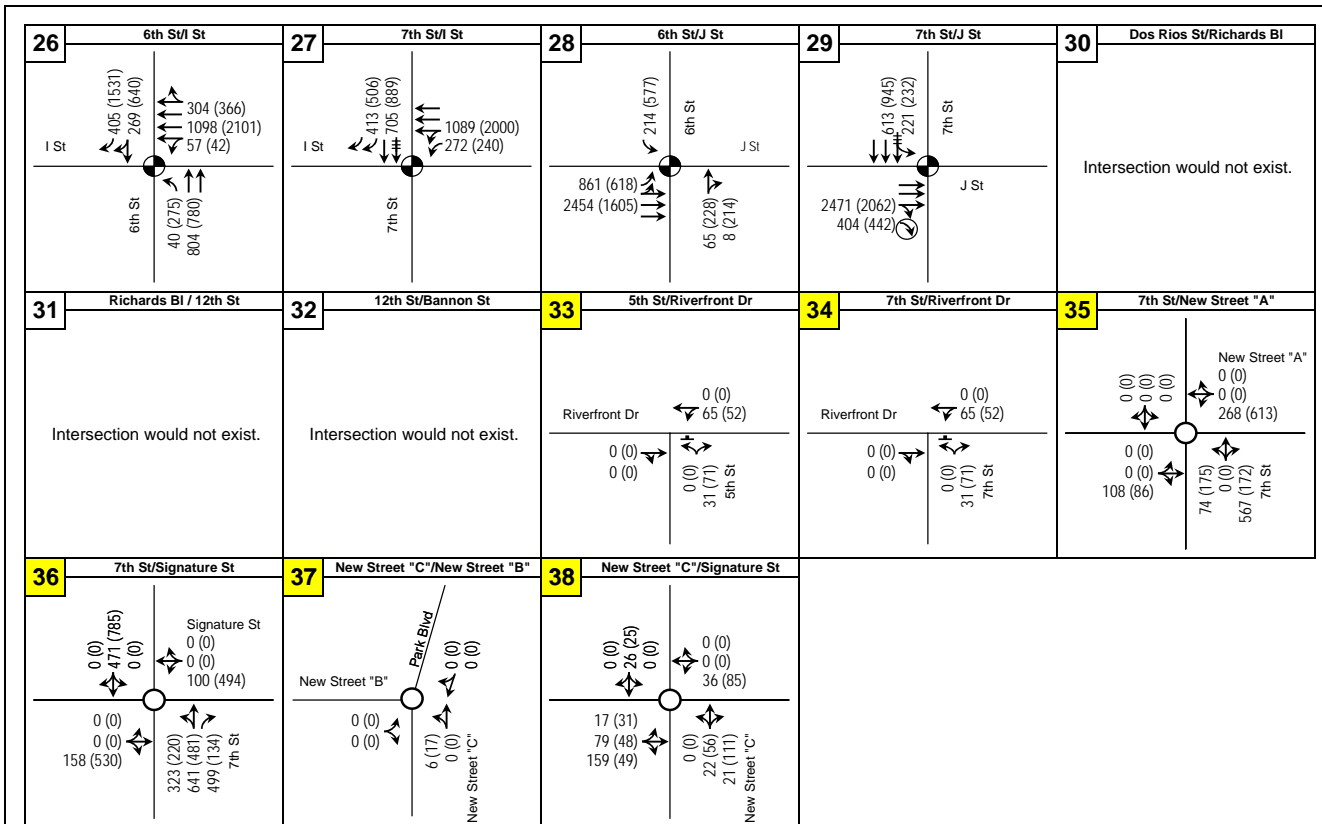 26
6th St/I St
405 (1531)
269 (640)
304 (366)
1098 (2101)
57 (42)
I St
6th St
40 (275)
804 (780)
27
7th St/I St
413 (506)
705 (889)
1089 (2000)
272 (240)
I St
7th St
28
6th St/J St
214 (577)
6th St
J St
861 (618)
2454 (1605)
65 (228)
8 (214)
29
7th St/J St
613 (945)
221 (232)
7th St
J St
2471 (2062)
404 (442)
30
Dos Rios St/Richards Bl
Intersection would not exist.
31
Richards Bl / 12th St
Intersection would not exist.
32
12th St/Bannon St
Intersection would not exist.
33
5th St/Riverfront Dr
0 (0)
65 (52)
Riverfront Dr
0 (0)
0 (0)
0 (0)
31 (71)
5th St
34
7th St/Riverfront Dr
0 (0)
65 (52)
Riverfront Dr
0 (0)
0 (0)
0 (0)
31 (71)
7th St
35
7th St/New Street "A"
0 (0)
0 (0)
0 (0)
New Street "A"
0 (0)
0 (0)
268 (613)
0 (0)
0 (0)
108 (86)
74 (175)
0 (0)
567 (172)
7th St
36
7th St/Signature St
0 (0)
471 (785)
0 (0)
Signature St
0 (0)
0 (0)
100 (494)
0 (0)
0 (0)
158 (530)
323 (220)
641 (481)
499 (134)
7th St
37
New Street "C"/New Street "B"
Park Blvd
0 (0)
0 (0)
New Street "B"
0 (0)
0 (0)
6 (17)
0 (0)
New Street "C"
38
New Street "C"/Signature St
0 (0)
26 (25)
0 (0)
0 (0)
0 (0)
36 (85)
17 (31)
79 (48)
159 (49)
0 (0)
22 (56)
21 (111)
New Street "C"